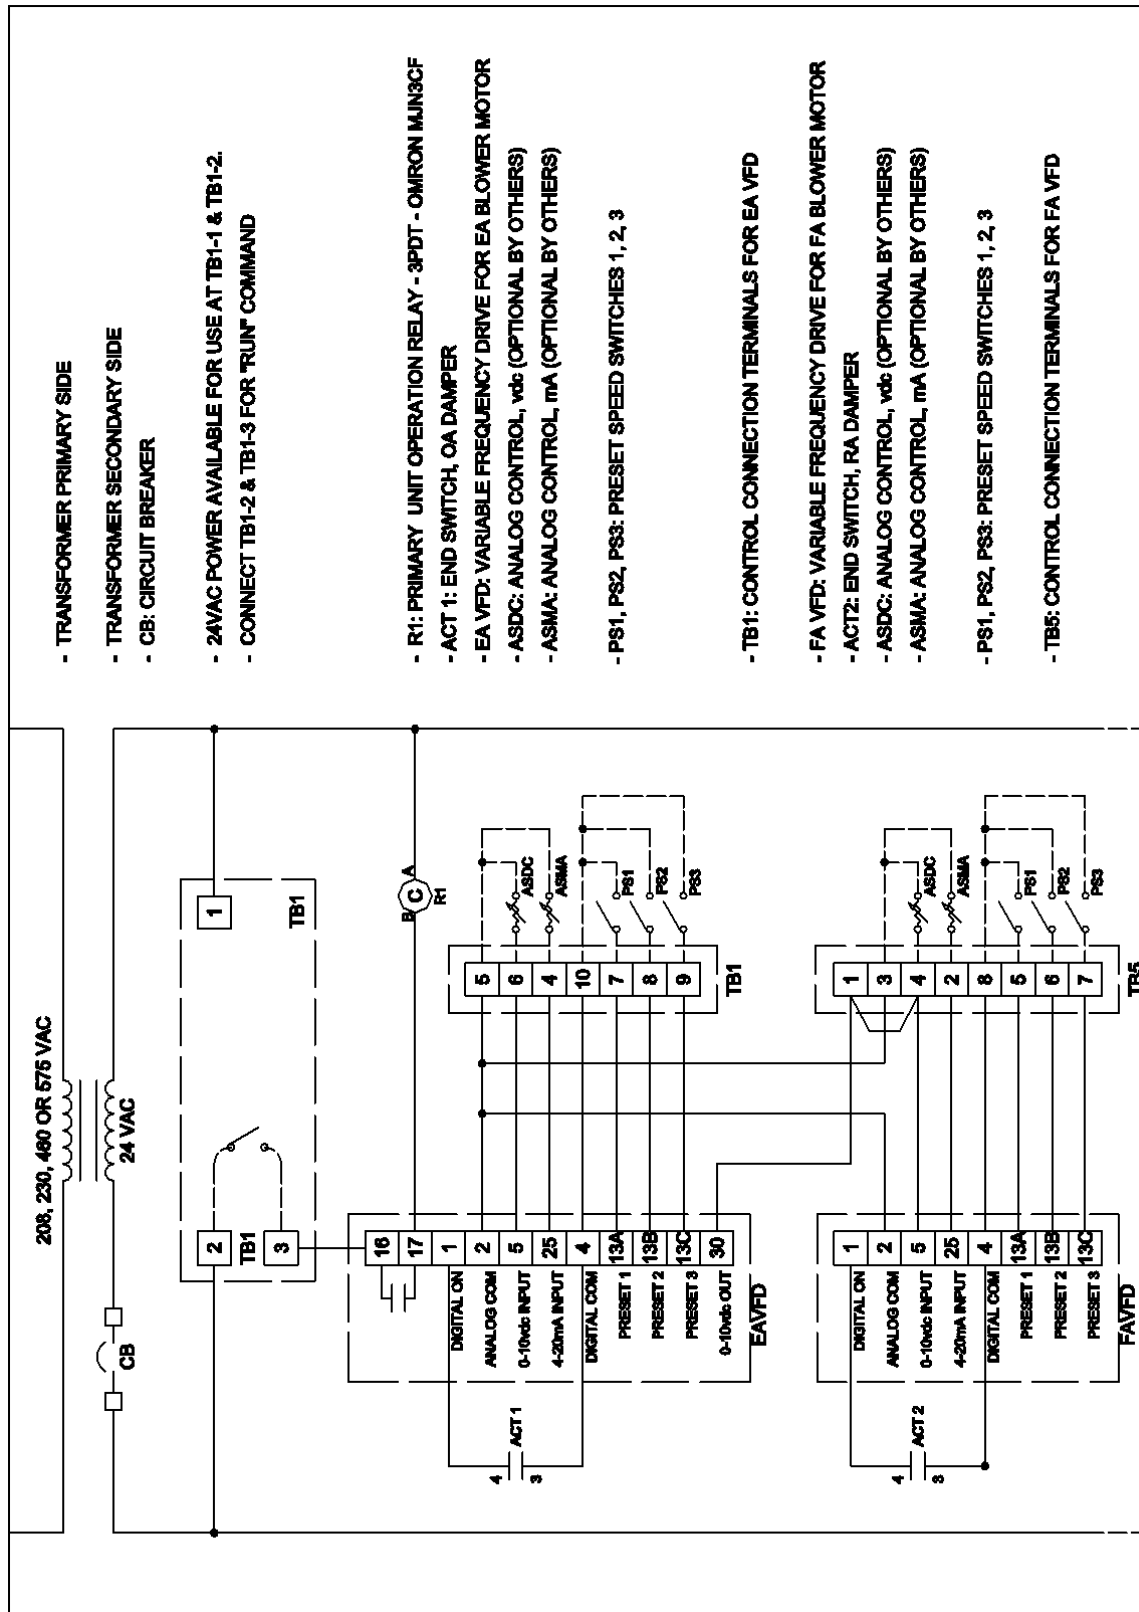 208, 230, 460 OR 575 VAC
- TRANSFORMER PRIMARY SIDE
24 VAC
- TRANSFORMER SECONDARY SIDE
CB
- CB: CIRCUIT BREAKER
2
1
- 24VAC POWER AVAILABLE FOR USE AT TB1-1 & TB1-2.
TB1
- CONNECT TB1-2 & TB1-3 FOR "RUN" COMMAND
3
TB1
16
17
B
C
A
R1
- R1: PRIMARY UNIT OPERATION RELAY - 3PDT - OMRON MJN3CF
DIGITAL ON
1
- ACT 1: END SWITCH, OA DAMPER
ANALOG COM
2
5
- EA VFD: VARIABLE FREQUENCY DRIVE FOR EA BLOWER MOTOR
4
ACT 1
3
0-10vdc INPUT
5
6
ASDC
- ASDC: ANALOG CONTROL, vdc (OPTIONAL BY OTHERS)
4-20mA INPUT
25
4
ASMA
- ASMA: ANALOG CONTROL, mA (OPTIONAL BY OTHERS)
DIGITAL COM
4
10
PRESET 1
13A
7
PS1
- PS1, PS2, PS3: PRESET SPEED SWITCHES 1, 2, 3
PRESET 2
13B
8
PS2
PRESET 3
13C
9
PS3
0-10vdc OUT
30
EAVFD
TB1
- TB1: CONTROL CONNECTION TERMINALS FOR EA VFD
DIGITAL ON
1
1
- FA VFD: VARIABLE FREQUENCY DRIVE FOR FA BLOWER MOTOR
ANALOG COM
2
3
- ACT2: END SWITCH, RA DAMPER
4
ACT 2
3
0-10vdc INPUT
5
4
ASDC
- ASDC: ANALOG CONTROL, vdc (OPTIONAL BY OTHERS)
4-20mA INPUT
25
2
ASMA
- ASMA: ANALOG CONTROL, mA (OPTIONAL BY OTHERS)
DIGITAL COM
4
8
PRESET 1
13A
5
PS1
- PS1, PS2, PS3: PRESET SPEED SWITCHES 1, 2, 3
PRESET 2
13B
6
PS2
PRESET 3
13C
7
PS3
- TB5: CONTROL CONNECTION TERMINALS FOR FA VFD
FAVFD
TB5